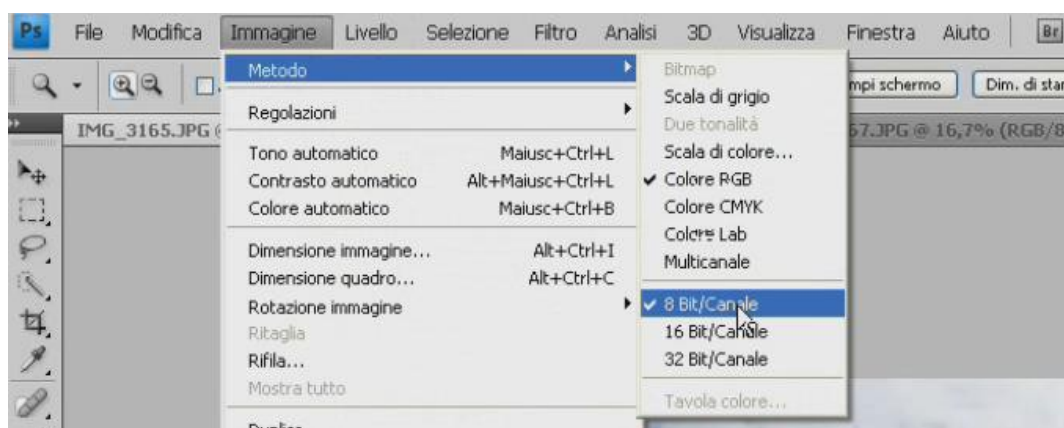 Ps File Modifica Immagine Livello Selezione Filtro Analisi 3D Visualizza Finestra Aiuto Br
mpi schermo Dim. di star
IMG_3165.JPG ( 67.JPG @ 16,7% (RGB/8
Metodo
Regolazioni
Tono automatico Maiusc+Ctrl+L
Contrasto automatico Alt+Maiusc+Ctrl+L
Colore automatico Maiusc+Ctrl+B
Dimensione immagine... Alt+Ctrl+I
Dimensione quadro... Alt+Ctrl+C
Rotazione immagine
Ritaglia
Rifila...
Mostra tutto
Bitmap
Scala di grigio
Due tonalità
Scala di colore...
Colore RGB
Colore CMYK
Colore Lab
Multicanale
8 Bit/Canale
16 Bit/Canale
32 Bit/Canale
Tavola colore...